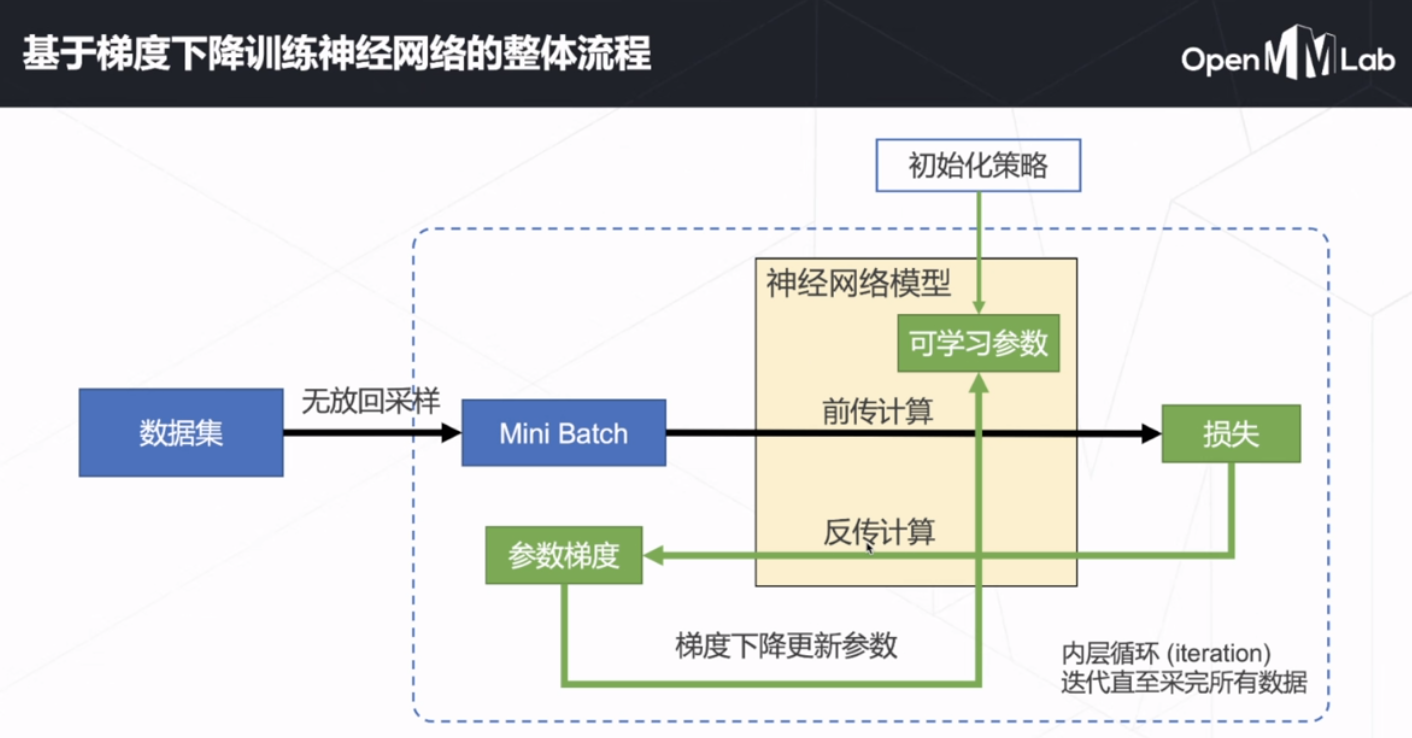 基于梯度下降训练神经网络的整体流程
OpenMMLab
初始化策略
神经网络模型
可学习参数
无放回采样
前传计算
数据集
Mini Batch
损失
反传计算
参数梯度
梯度下降更新参数
内层循环 (iteration)
迭代直至采完所有数据